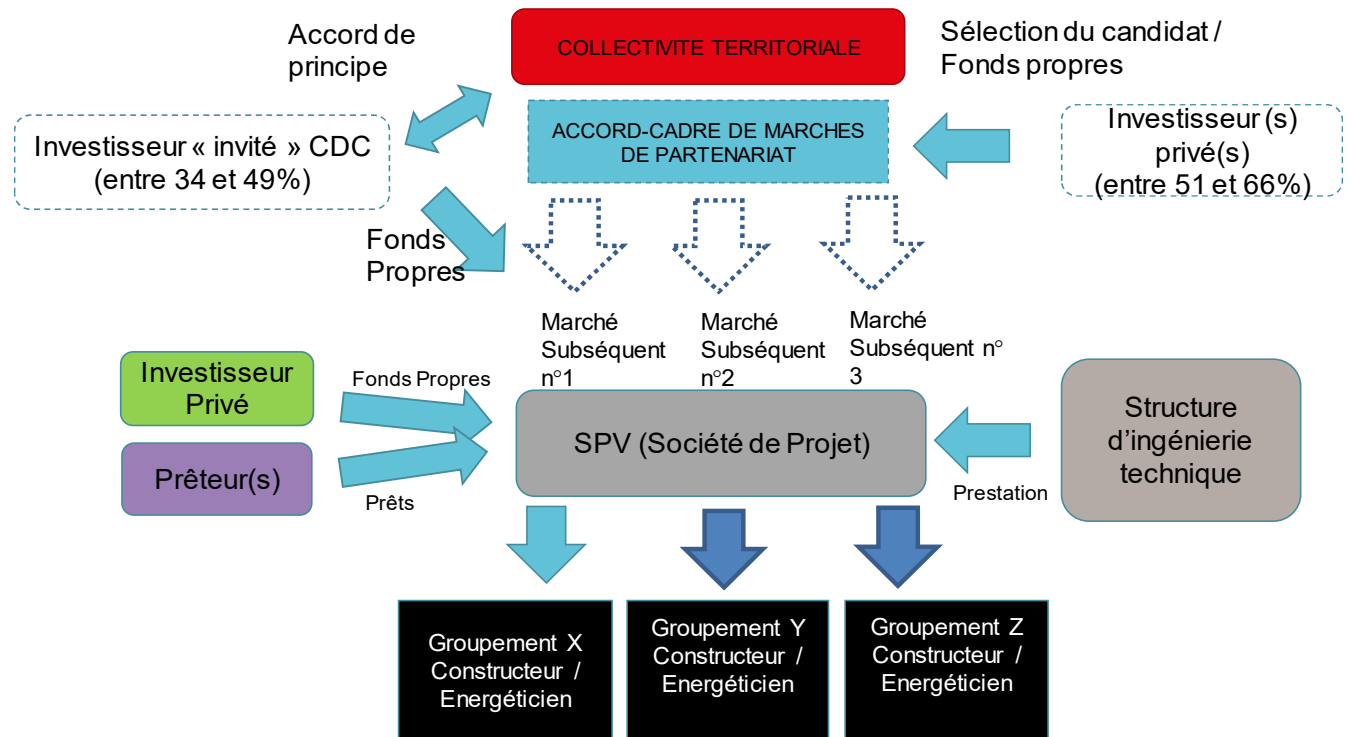 Accord de
principe
COLLECTIVITE TERRITORIALE
Sélection du candidat /
Fonds propres
Investisseur « invité » CDC
(entre 34 et 49%)
ACCORD-CADRE DE MARCHES
DE PARTENARIAT
Investisseur (s)
privé(s)
(entre 51 et 66%)
Fonds
Propres
Marché
Subséquent
n°1
Marché
Subséquent
n°2
Marché
Subséquent n°
3
Investisseur
Privé
Fonds Propres
Prêteur(s)
Prêts
SPV (Société de Projet)
Prestation
Structure
d’ingénierie
technique
Groupement X
Constructeur /
Energéticien
Groupement Y
Constructeur /
Energéticien
Groupement Z
Constructeur /
Energéticien